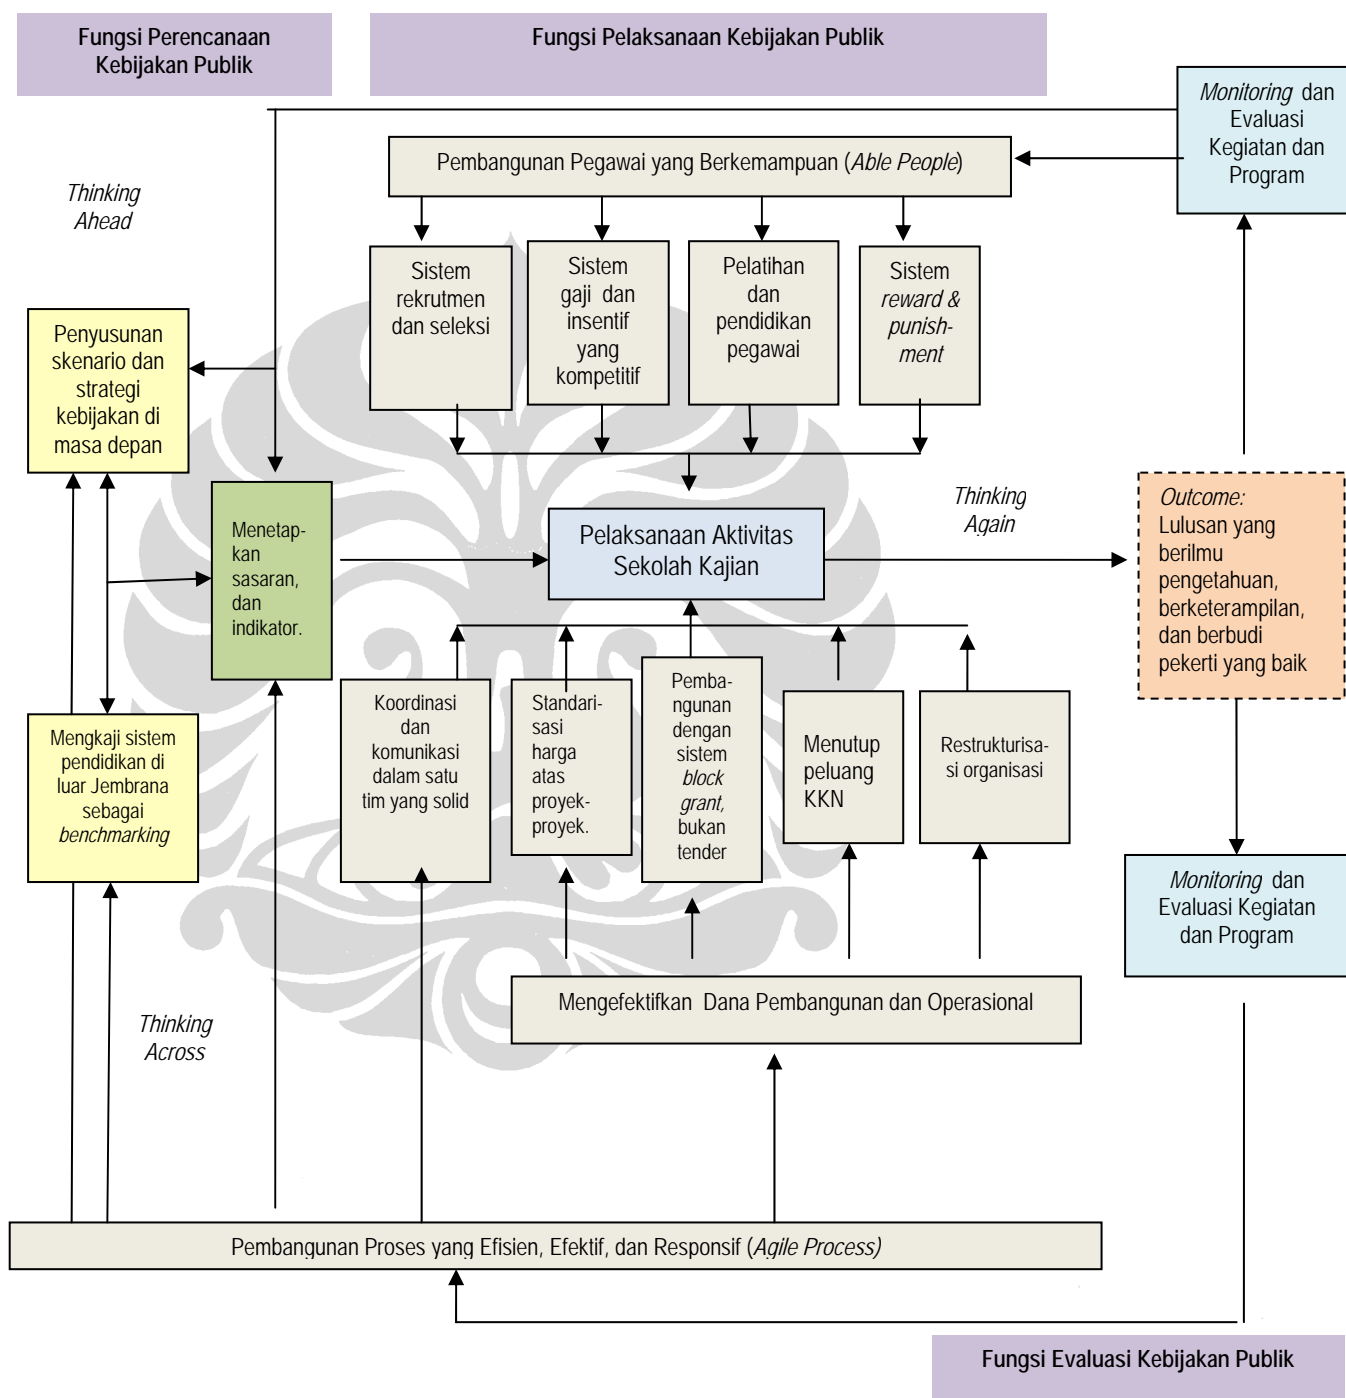 Fungsi Perencanaan
Kebijakan Publik
Fungsi Pelaksanaan Kebijakan Publik
Monitoring dan
Evaluasi
Kegiatan dan
Program
Pembangunan Pegawai yang Berkemampuan (Able People)
Thinking
Ahead
Sistem
rekrutmen
dan seleksi
Sistem
gaji dan
insentif
yang
kompetitif
Pelatihan
dan
pendidikan
pegawai
Sistem
reward &
punish-
ment
Penyusunan
skenario dan
strategi
kebijakan di
masa depan
Menetap-
kan
sasaran,
dan
indikator.
Pelaksanaan Aktivitas
Sekolah Kajian
Thinking
Again
Outcome:
Lulusan yang
berilmu
pengetahuan,
berketerampilan,
dan berbudi
pekerti yang baik
Mengkaji sistem
pendidikan di
luar Jembrana
sebagai
benchmarking
Koordinasi
dan
komunikasi
dalam satu
tim yang solid
Standari-
sasi
harga
atas
proyek-
proyek.
Pemba-
ngunan
dengan
sistem
block
grant,
bukan
tender
Menutup
peluang
KKN
Restrukturisa-
asi organisasi
Monitoring dan
Evaluasi Kegiatan
dan Program
Mengefektifkan Dana Pembangunan dan Operasional
Thinking
Across
Pembangunan Proses yang Efisien, Efektif, dan Responsif (Agile Process)
Fungsi Evaluasi Kebijakan Publik